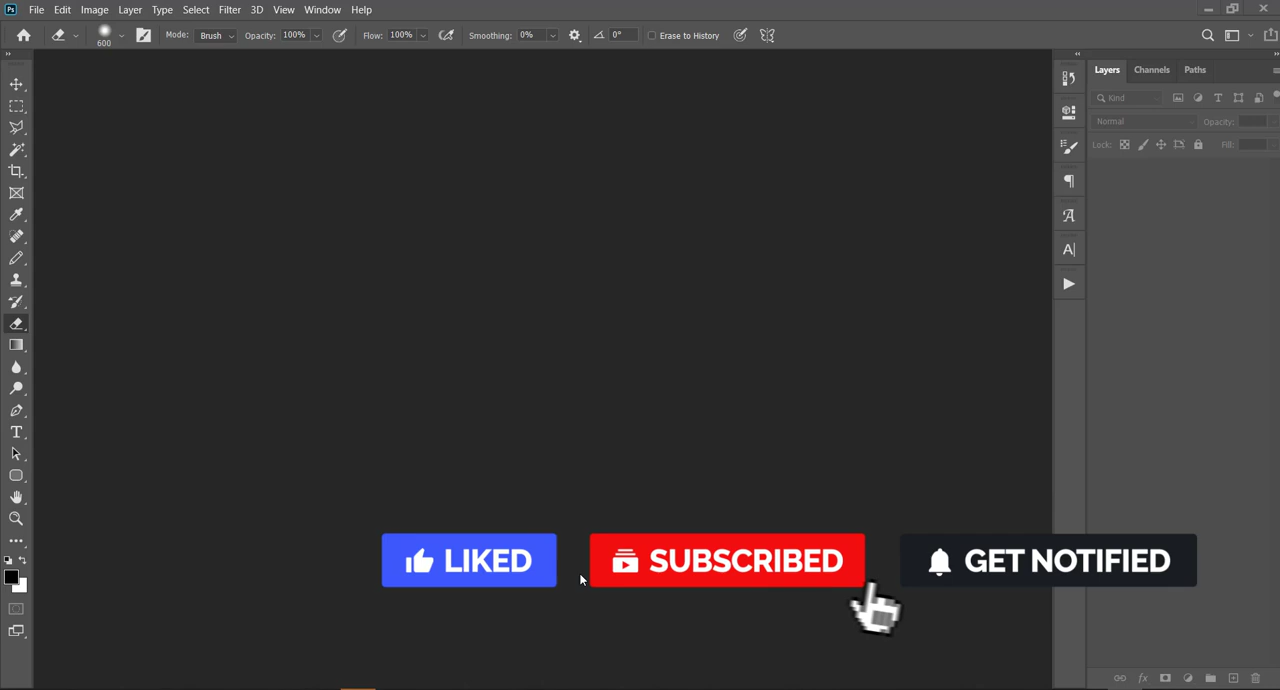 Ps File Edit Image Layer Type Select Filter 3D View Window Help
600 Mode: Brush Opacity: 100% Flow: 100% Smoothing: 0% 0° Erase to History
Layers Channels Paths
Kind
Normal Opacity:
Lock: Fill:
LIKED SUBSCRIBED GET NOTIFIED